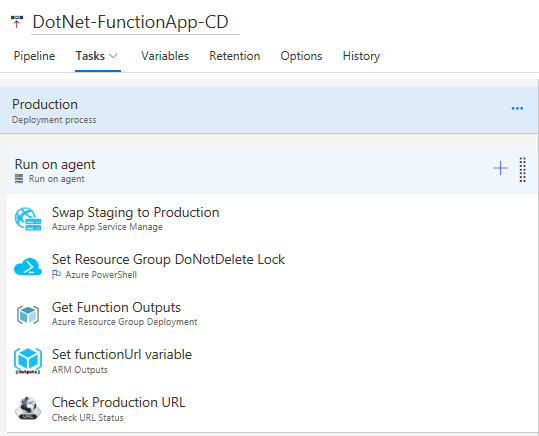 DotNet-FunctionApp-CD
Pipeline Tasks Variables Retention Options History
Production
Deployment process
Run on agent
Run on agent
Swap Staging to Production
Azure App Service Manage
Set Resource Group DoNotDelete Lock
Azure PowerShell
Get Function Outputs
Azure Resource Group Deployment
Set functionUrl variable
ARM Outputs
(outputs)
Check Production URL
Check URL Status
URL